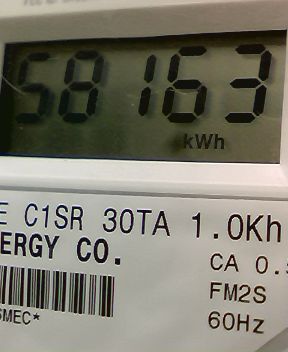 58163
kWh
E C1SR 30TA 1.0Kh
ERGY CO.
CA 0.
FM2S
SMEC*
60Hz